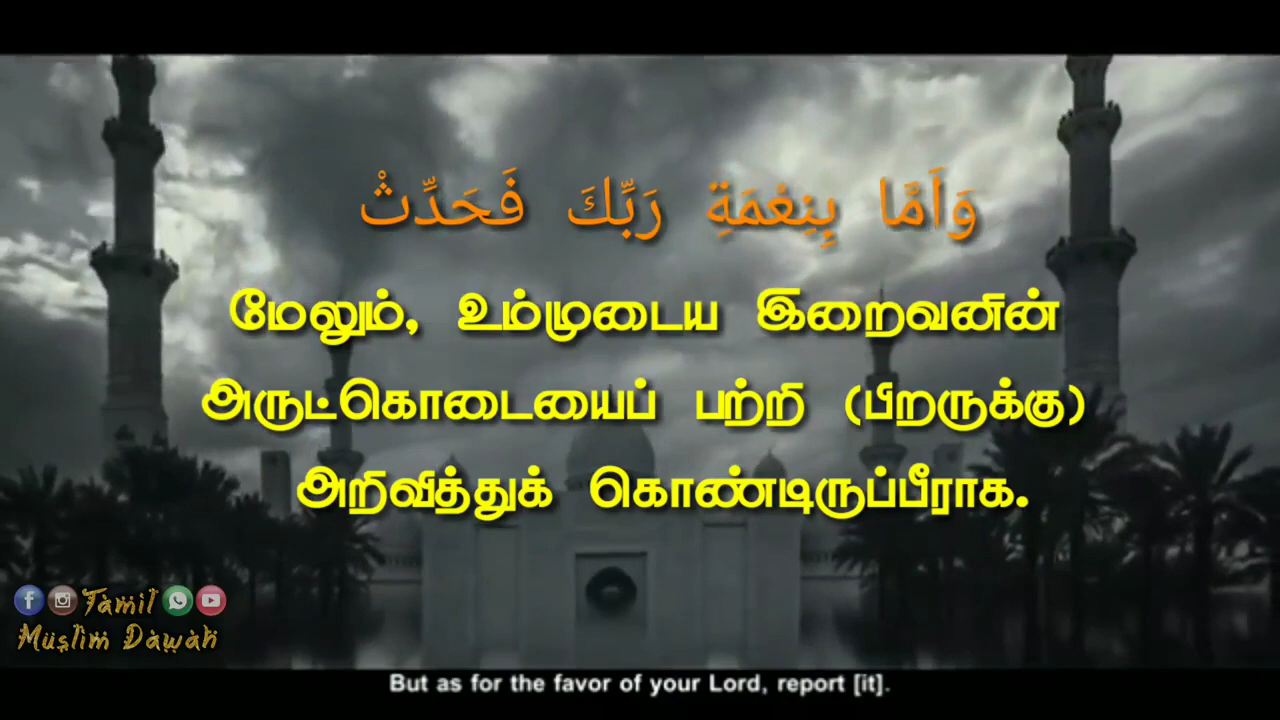 وَاَمَّا بِنِعْمَةِ رَبِّكَ فَحَدِّثْ
மேலும், உம்முடைய இறைவனின்
அருட்கொடையைப் பற்றி (பிறருக்கு)
அறிவித்துக் கொண்டிருப்பீராக.
Tamil
Muslim Dawah
But as for the favor of your Lord, report [it].